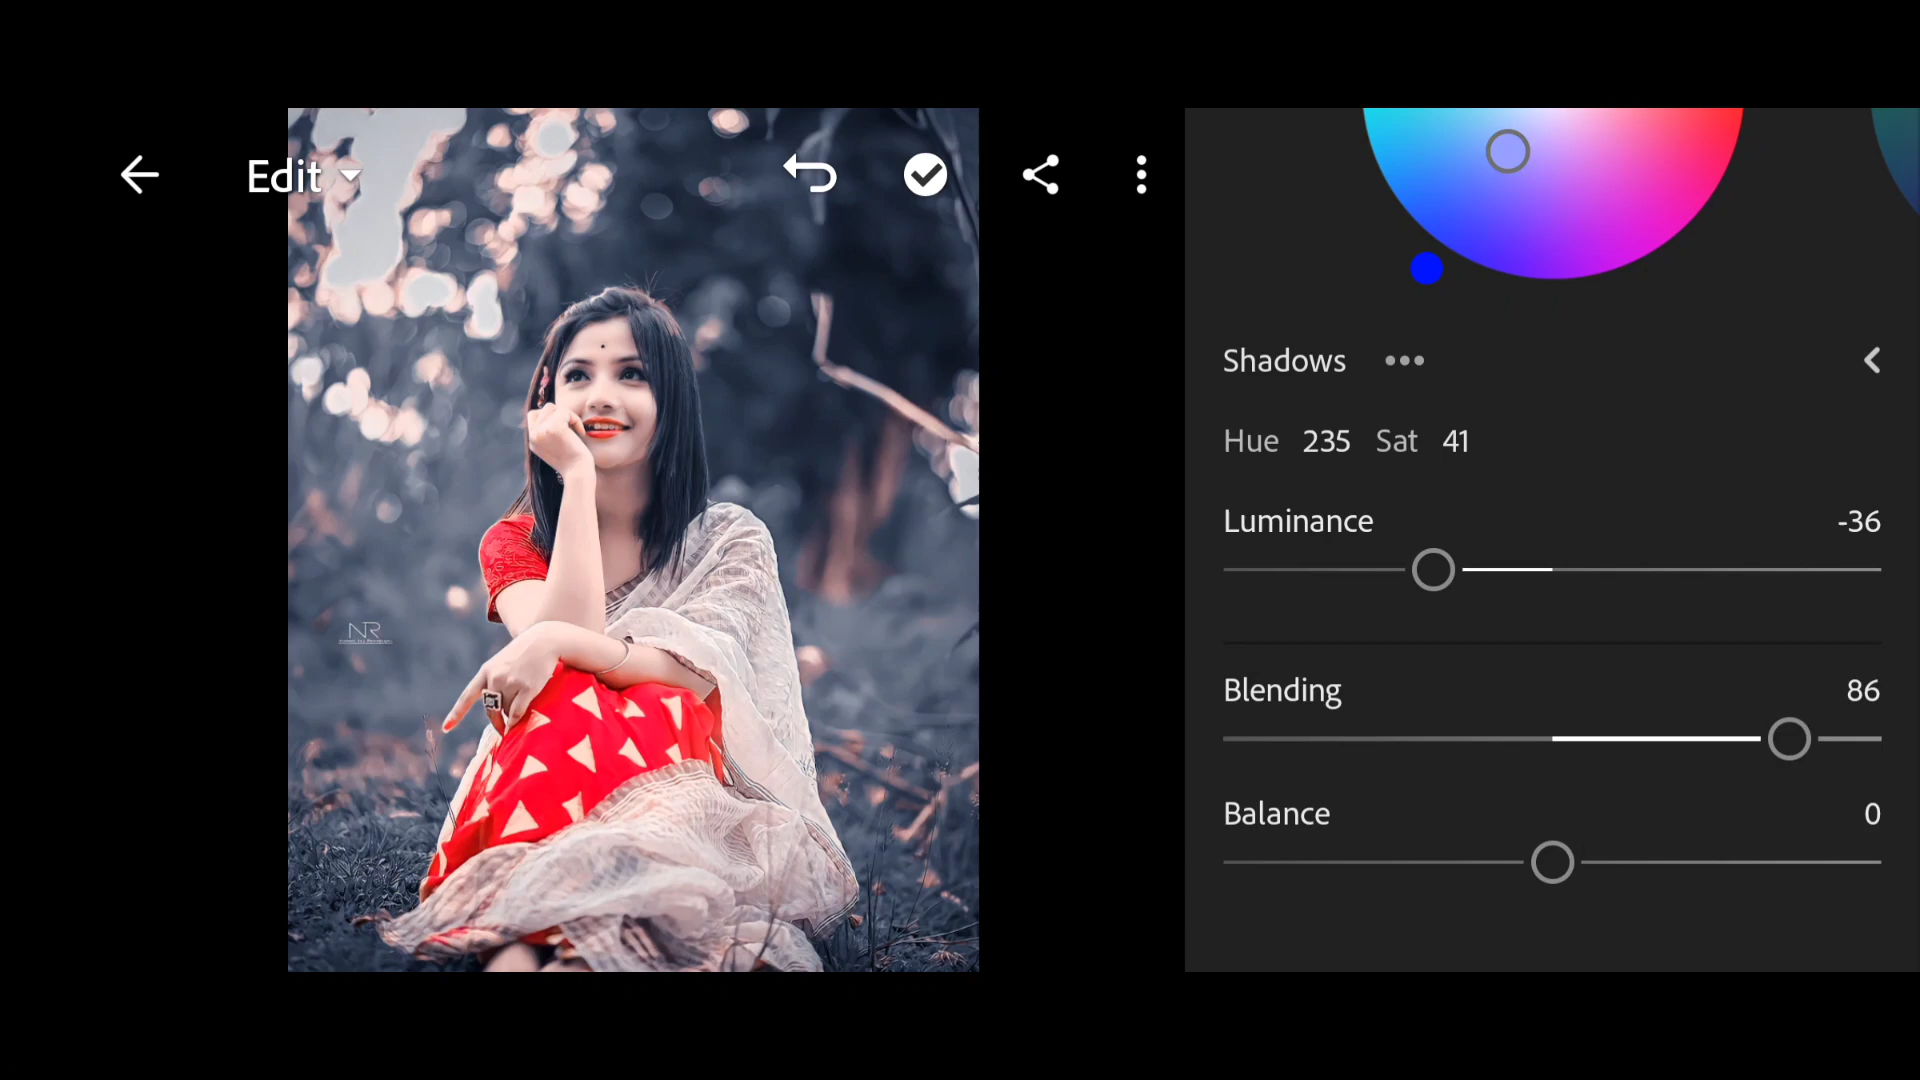 Edit
Shadows
Hue 235 Sat 41
Luminance -36
Blending 86
Balance 0
NR